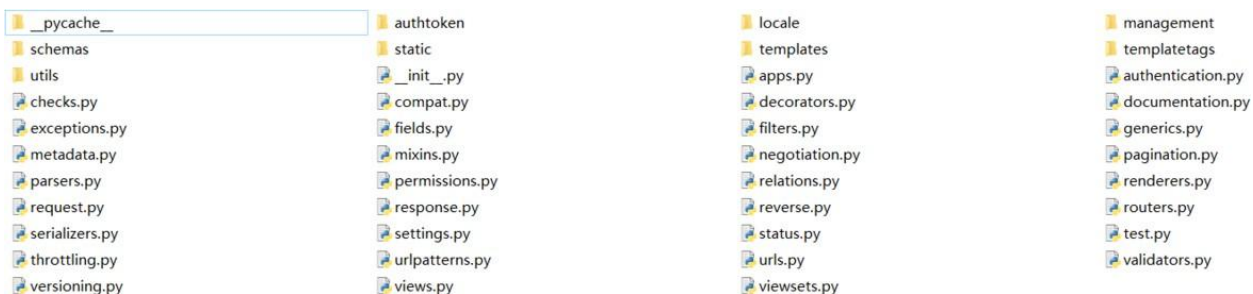 __pycache__ authtoken locale management
schemas static templates templatetags
utils __init__.py apps.py authentication.py
checks.py compat.py decorators.py documentation.py
exceptions.py fields.py filters.py generics.py
metadata.py mixins.py negotiation.py pagination.py
parsers.py permissions.py relations.py renderers.py
request.py response.py reverse.py routers.py
serializers.py settings.py status.py test.py
throttling.py urlpatterns.py urls.py validators.py
versioning.py views.py viewsets.py